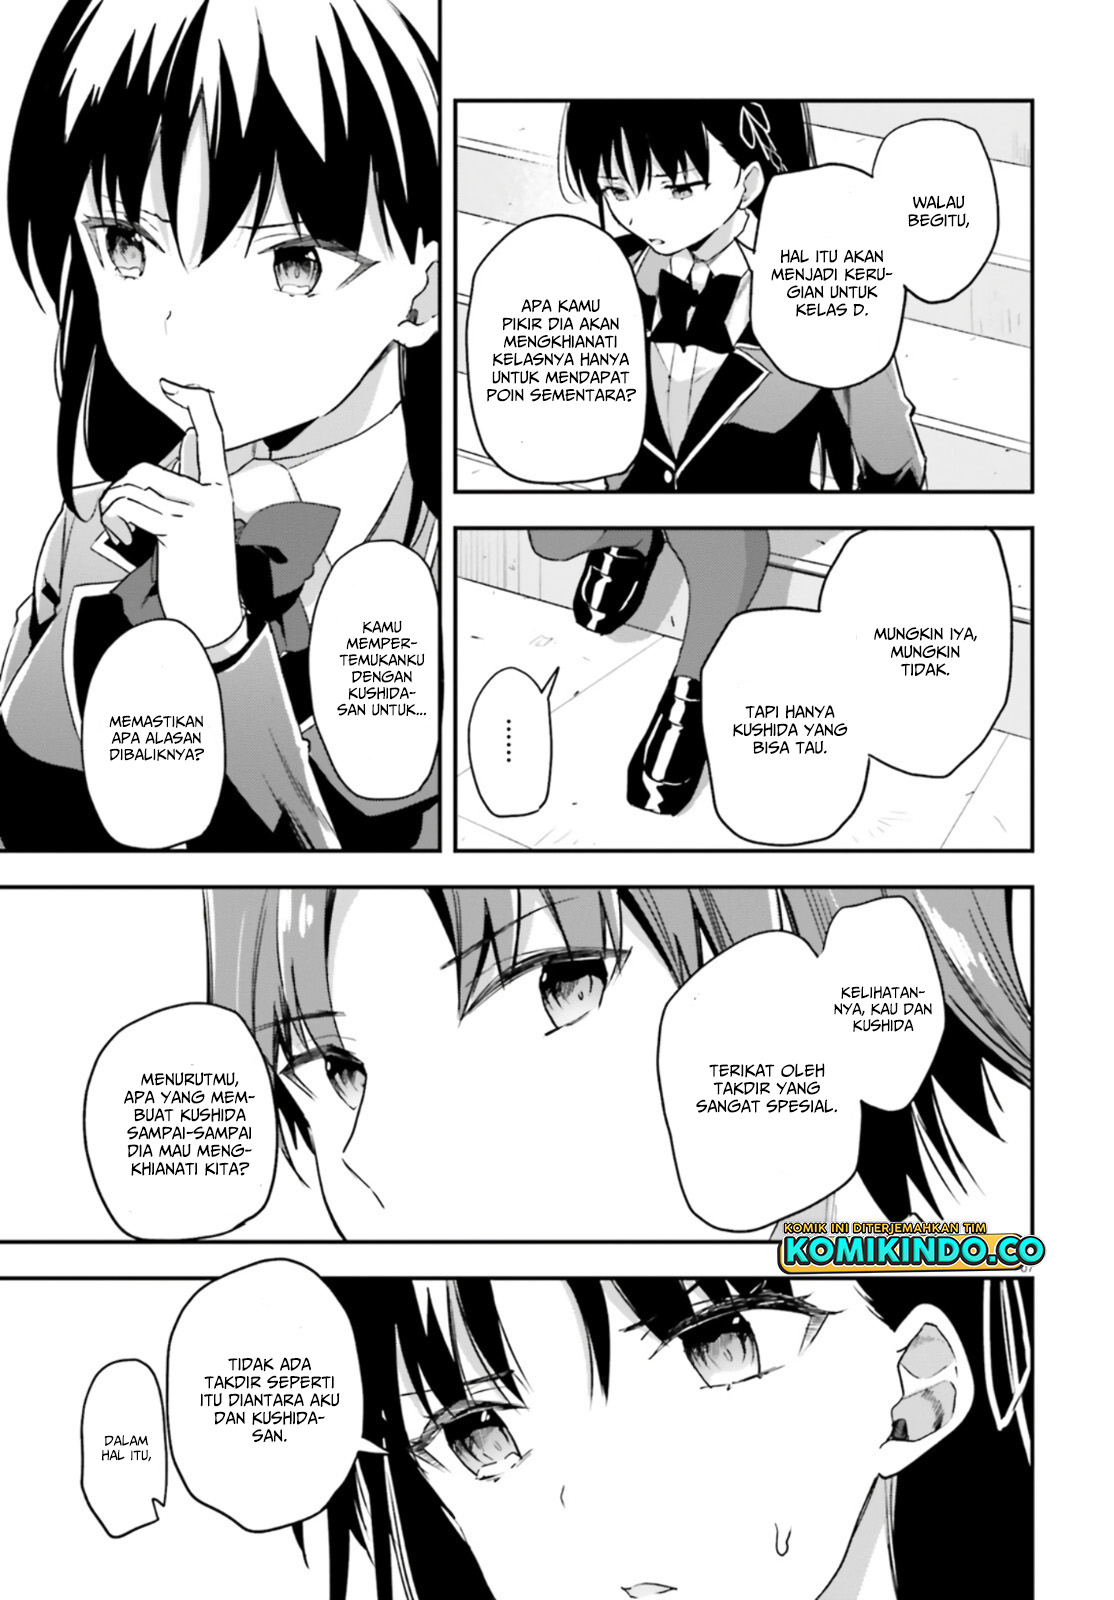 WALAU
BEGITU,
HAL ITU AKAN
MENJADI KERU-
GIAN UNTUK
KELAS D.
APA KAMU
PIKIR DIA AKAN
MENGKHIANATI
KELASNYA HANYA
UNTUK MENDAPAT
POIN SEMENTARA?
MUNGKIN IYA,
MUNGKIN
TIDAK.
TAPI HANYA
KUSHIDA YANG
BISA TAU.
.......
KAMU
MEMPER-
TEMUKANKU
DENGAN
KUSHIDA-
SAN UNTUK...
MEMASTIKAN
APA ALASAN
DIBALIKNYA?
KELIHATAN-
NYA, KAU DAN
KUSHIDA
TERIKAT OLEH
TAKDIR YANG
SANGAT SPESIAL.
MENURUTMU,
APA YANG MEM-
BUAT KUSHIDA
SAMPAI-SAMPAI
DIA MAU MENG-
KHIANATI KITA?
KOMIK INI DITERJEMAHKAN TIM
KOMIKINDO.CO
TIDAK ADA
TAKDIR SEPERTI
ITU DIANTARA AKU
DAN KUSHIDA-
SAN.
DALAM
HAL ITU,